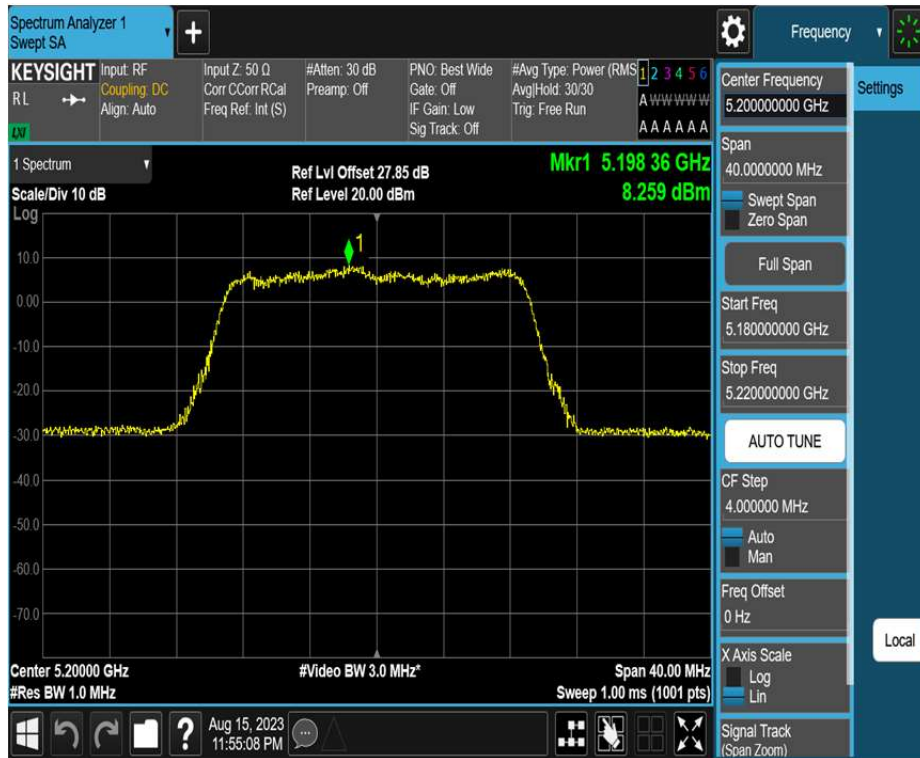 Spectrum Analyzer 1
Swept SA
+
Frequency
KEYSIGHT
RL
LXI
Input: RF
Coupling: DC
Align: Auto
Input Z: 50 Ω
Corr CCorr RCal
Freq Ref: Int (S)
#Atten: 30 dB
Preamp: Off
PNO: Best Wide
Gate: Off
IF Gain: Low
Sig Track: Off
#Avg Type: Power (RMS
Avg|Hold: 30/30
Trig: Free Run
1 2 3 4 5 6
A W W W W W
A A A A A A
1 Spectrum
Scale/Div 10 dB
Log
Ref Lvl Offset 27.85 dB
Ref Level 20.00 dBm
Mkr1 5.198 36 GHz
8.259 dBm
1
10.0
0.00
-10.0
-20.0
-30.0
-40.0
-50.0
-60.0
-70.0
Center 5.20000 GHz
#Res BW 1.0 MHz
#Video BW 3.0 MHz*
Span 40.00 MHz
Sweep 1.00 ms (1001 pts)
?
Aug 15, 2023
11:55:08 PM
Center Frequency
5.200000000 GHz
Span
40.0000000 MHz
Swept Span
Zero Span
Full Span
Start Freq
5.180000000 GHz
Stop Freq
5.220000000 GHz
AUTO TUNE
CF Step
4.000000 MHz
Auto
Man
Freq Offset
0 Hz
X Axis Scale
Log
Lin
Signal Track
(Span Zoom)
Settings
Local